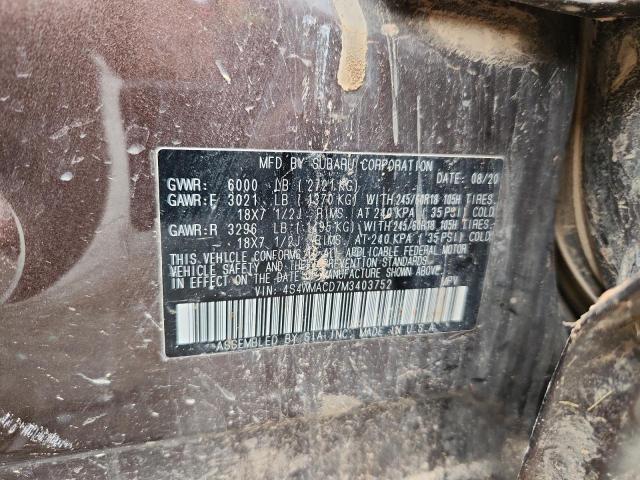 MFD BY SUBARU CORPORATION DATE: 08/20
GVWR: 6000 LB ( 2721 KG)
GAWR:F 3021 LB ( 1370 KG) WITH 245/60R18 105H TIRES.
18X7 1/2J RIMS. AT 240 KPA ( 35 PSI) COLD
GAWR:R 3296 LB ( 1495 KG) WITH 245/60R18 105H TIRES.
18X7 1/2J RIMS. AT 240 KPA ( 35 PSI) COLD
THIS VEHICLE CONFORMS TO ALL APPLICABLE FEDERAL MOTOR
VEHICLE SAFETY AND THEFT PREVENTION STANDARDS
IN EFFECT ON THE DATE OF MANUFACTURE SHOWN ABOVE.
VIN: 4S4WMACD7M3403752 MPV
ASSEMBLED BY SIA, INC. MADE IN U.S.A.